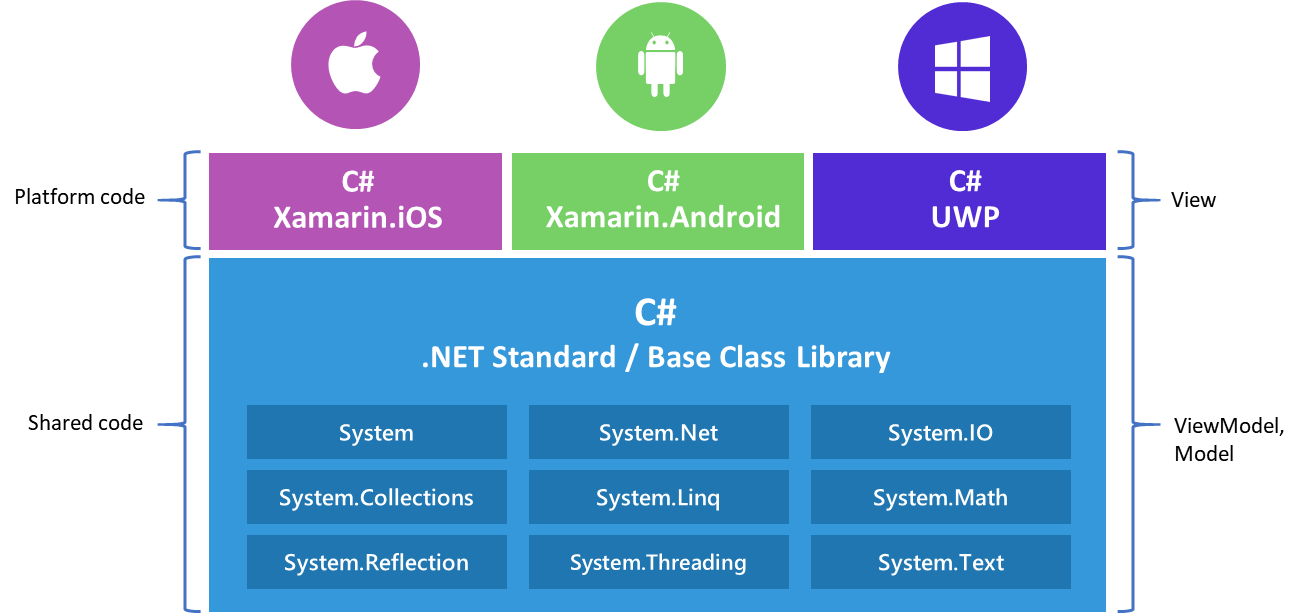 Platform code
C#
Xamarin.iOS
C#
Xamarin.Android
C#
UWP
View
Shared code
C#
.NET Standard / Base Class Library
System
System.Net
System.IO
System.Collections
System.Linq
System.Math
System.Reflection
System.Threading
System.Text
ViewModel,
Model